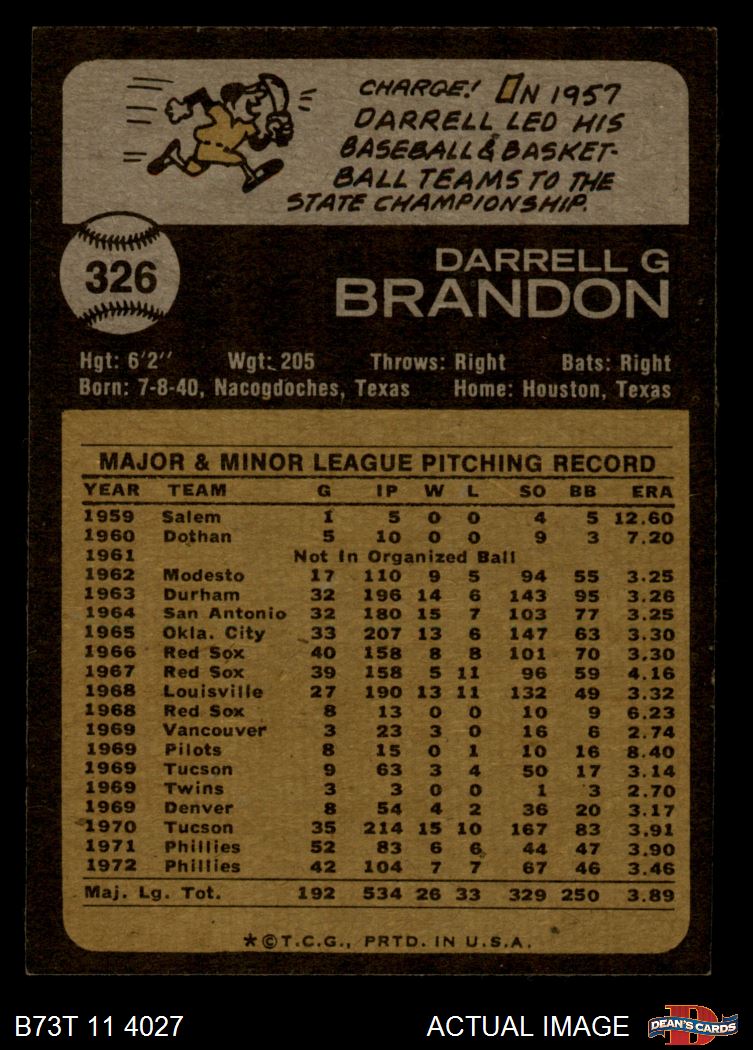 CHARGE! IN 1957
DARRELL LED HIS
BASEBALL & BASKET-
BALL TEAMS TO THE
STATE CHAMPIONSHIP.
326
DARRELL G
BRANDON
Hgt: 6'2" Wgt: 205 Throws: Right Bats: Right
Born: 7-8-40, Nacogdoches, Texas Home: Houston, Texas
MAJOR & MINOR LEAGUE PITCHING RECORD
YEAR TEAM G IP W L SO BB ERA
1959 Salem 1 5 0 0 4 5 12.60
1960 Dothan 5 10 0 0 9 3 7.20
1961 Not In Organized Ball
1962 Modesto 17 110 9 5 94 55 3.25
1963 Durham 32 196 14 6 143 95 3.26
1964 San Antonio 32 180 15 7 103 77 3.25
1965 Okla. City 33 207 13 6 147 63 3.30
1966 Red Sox 40 158 8 8 101 70 3.30
1967 Red Sox 39 158 5 11 96 59 4.16
1968 Louisville 27 190 13 11 132 49 3.32
1968 Red Sox 8 13 0 0 10 9 6.23
1969 Vancouver 3 23 3 0 16 6 2.74
1969 Pilots 8 15 0 1 10 16 8.40
1969 Tucson 9 63 3 4 50 17 3.14
1969 Twins 3 3 0 0 1 3 2.70
1969 Denver 8 54 4 2 36 20 3.17
1970 Tucson 35 214 15 10 167 83 3.91
1971 Phillies 52 83 6 6 44 47 3.90
1972 Phillies 42 104 7 7 67 46 3.46
Maj. Lg. Tot. 192 534 26 33 329 250 3.89
*©T.C.G., PRTD. IN U.S.A.
B73T 11 4027 ACTUAL IMAGE DEAN'S CARDS